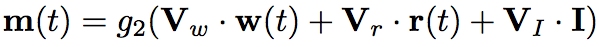 𝐦(t) = g₂(𝐕_w · 𝐰(t) + 𝐕_r · 𝐫(t) + 𝐕_I · 𝐈)